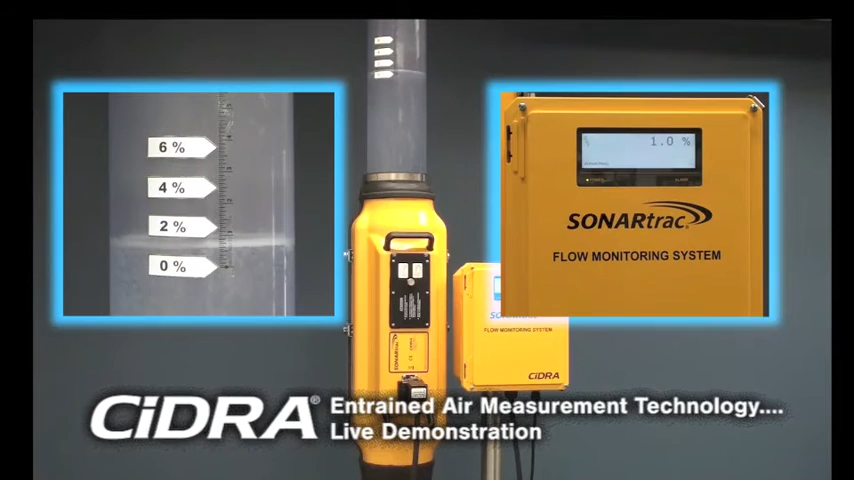 6 %
4 %
2 %
0 %
1.0 %
SONARtrac®
FLOW MONITORING SYSTEM
SONARtrac
FLOW MONITORING SYSTEM
CiDRA
CiDRA®
Entrained Air Measurement Technology....
Live Demonstration